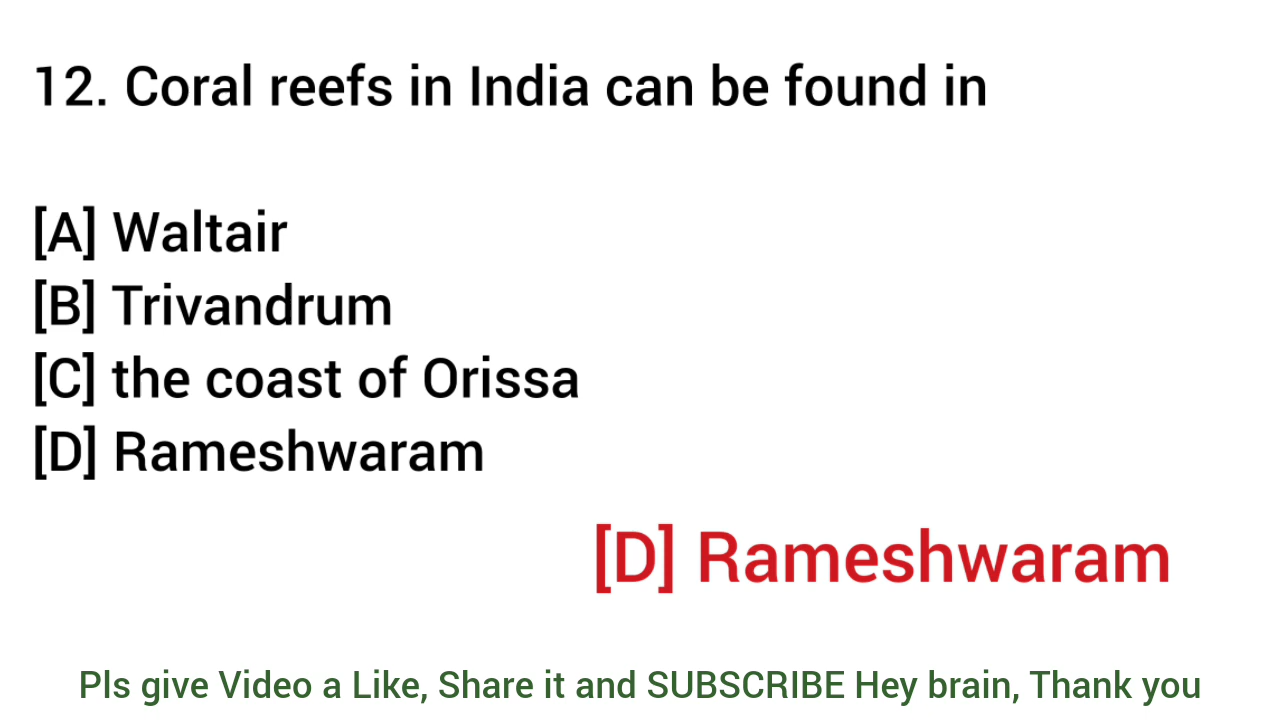 12. Coral reefs in India can be found in
[A] Waltair
[B] Trivandrum
[C] the coast of Orissa
[D] Rameshwaram
[D] Rameshwaram
Pls give Video a Like, Share it and SUBSCRIBE Hey brain, Thank you